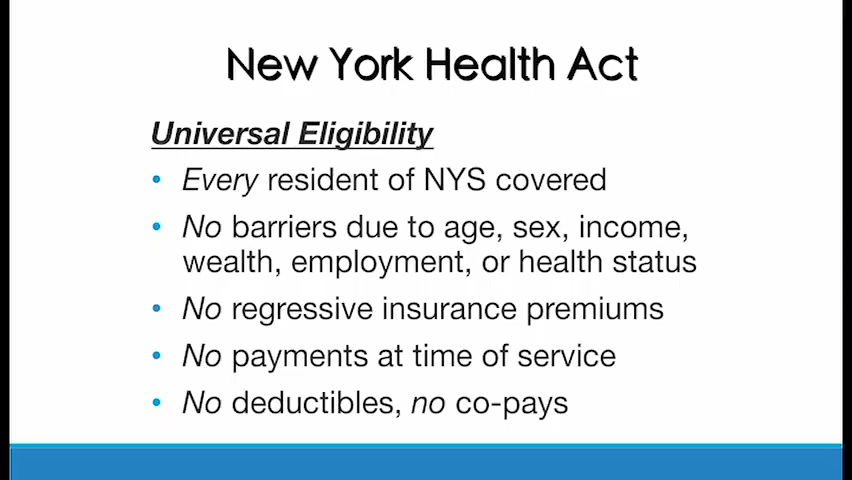 New York Health Act
Universal Eligibility
• Every resident of NYS covered
• No barriers due to age, sex, income,
wealth, employment, or health status
• No regressive insurance premiums
• No payments at time of service
• No deductibles, no co-pays